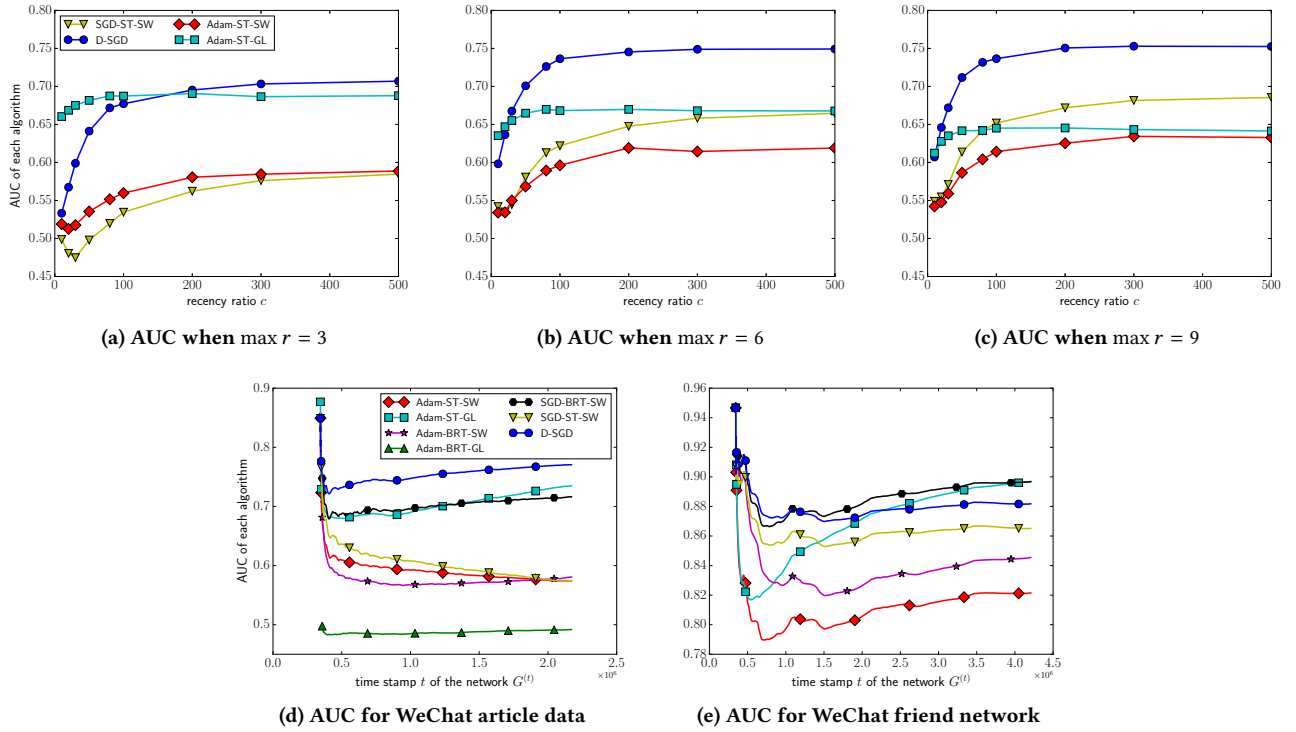 AUC of each algorithm
0.80
0.75
0.70
0.65
0.60
0.55
0.50
0.45
SGD-ST-SW
D-SGD
Adam-ST-SW
Adam-ST-GL
0 100 200 300 400 500
recency ratio c
(a) AUC when max r = 3
0.80
0.75
0.70
0.65
0.60
0.55
0.50
0.45
0 100 200 300 400 500
recency ratio c
(b) AUC when max r = 6
0.80
0.75
0.70
0.65
0.60
0.55
0.50
0.45
0 100 200 300 400 500
recency ratio c
(c) AUC when max r = 9
AUC of each algorithm
0.9
0.8
0.7
0.6
0.5
Adam-ST-SW
Adam-ST-GL
Adam-BRT-SW
Adam-BRT-GL
SGD-BRT-SW
SGD-ST-SW
D-SGD
0.0 0.5 1.0 1.5 2.0 2.5
×10⁶
time stamp t of the network G^(t)
(d) AUC for WeChat article data
0.96
0.94
0.92
0.90
0.88
0.86
0.84
0.82
0.80
0.78
0.0 0.5 1.0 1.5 2.0 2.5 3.0 3.5 4.0 4.5
×10⁶
time stamp t of the network G^(t)
(e) AUC for WeChat friend network